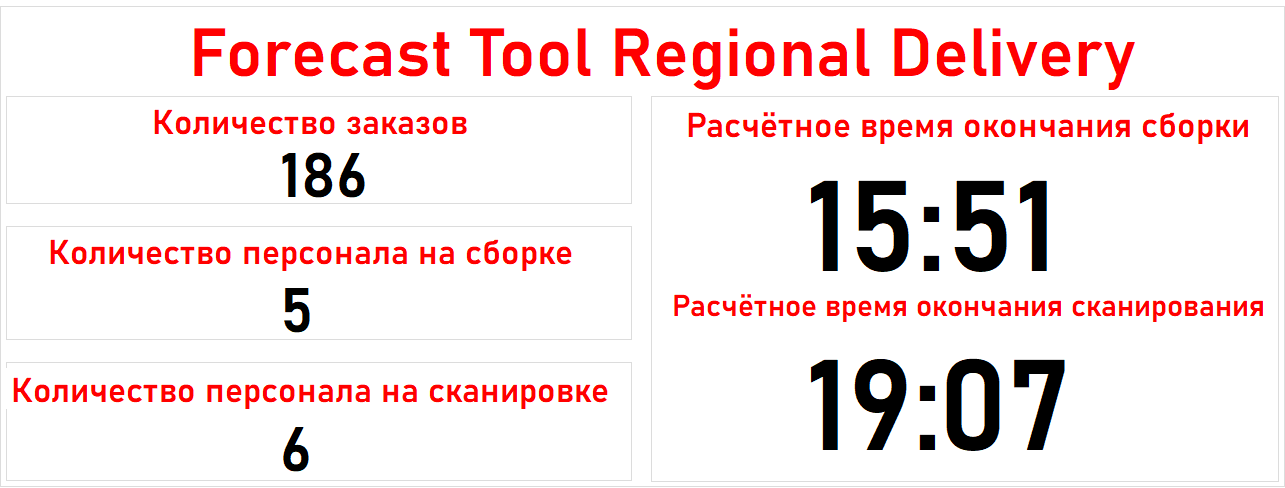 Forecast Tool Regional Delivery
Количество заказов
186
Количество персонала на сборке
5
Количество персонала на сканировке
6
Расчётное время окончания сборки
15:51
Расчётное время окончания сканирования
19:07